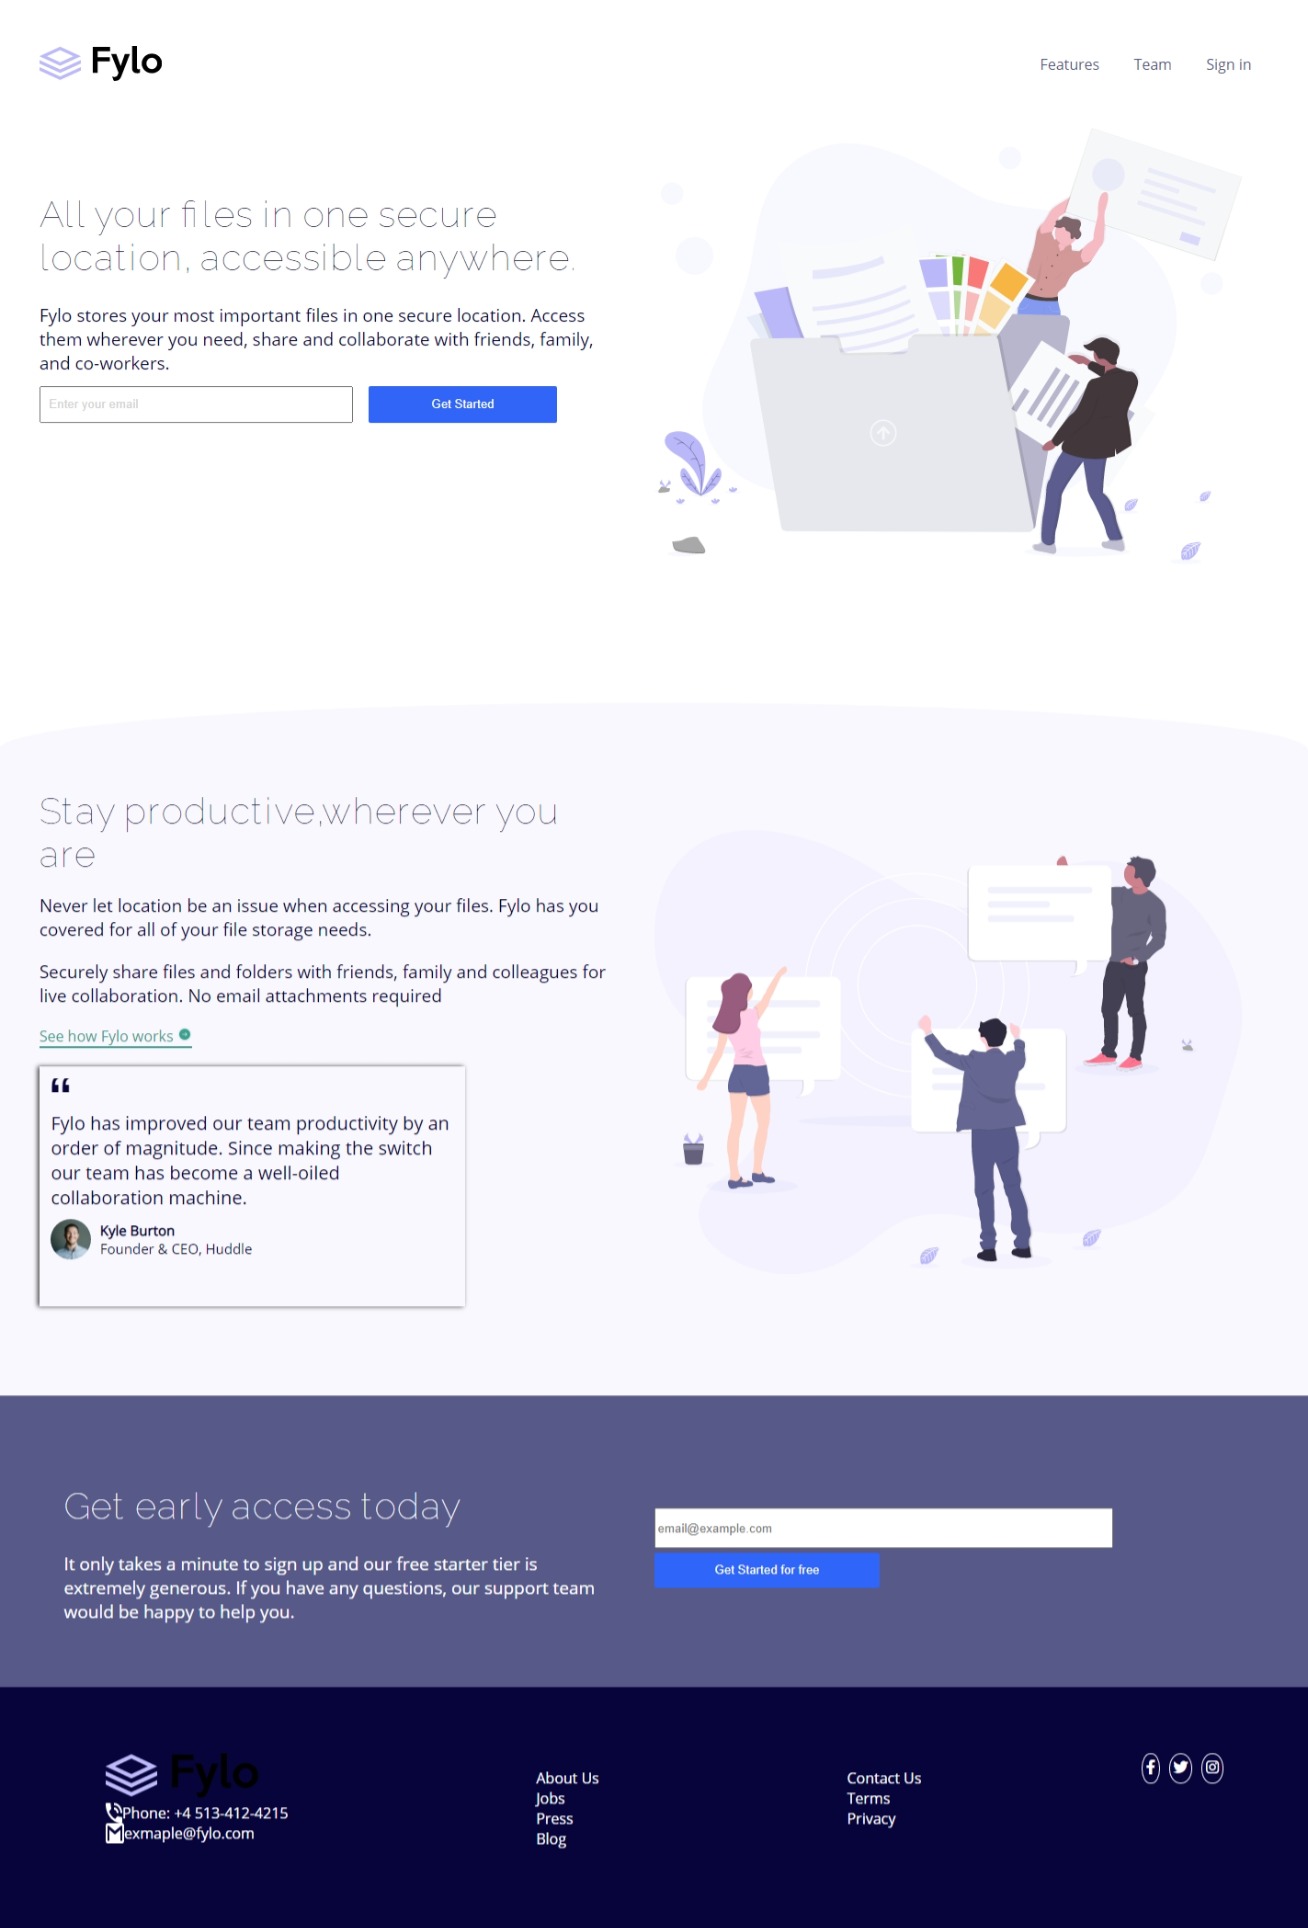 Fylo
Features
Team
Sign in
All your files in one secure
location, accessible anywhere.
Fylo stores your most important files in one secure location. Access
them wherever you need, share and collaborate with friends, family,
and co-workers.
Enter your email
Get Started
Stay productive,wherever you
are
Never let location be an issue when accessing your files. Fylo has you
covered for all of your file storage needs.
Securely share files and folders with friends, family and colleagues for
live collaboration. No email attachments required
See how Fylo works
“
Fylo has improved our team productivity by an
order of magnitude. Since making the switch
our team has become a well-oiled
collaboration machine.
Kyle Burton
Founder & CEO, Huddle
Get early access today
It only takes a minute to sign up and our free starter tier is
extremely generous. If you have any questions, our support team
would be happy to help you.
email@example.com
Get Started for free
Fylo
Phone: +4 513-412-4215
exmaple@fylo.com
About Us
Jobs
Press
Blog
Contact Us
Terms
Privacy